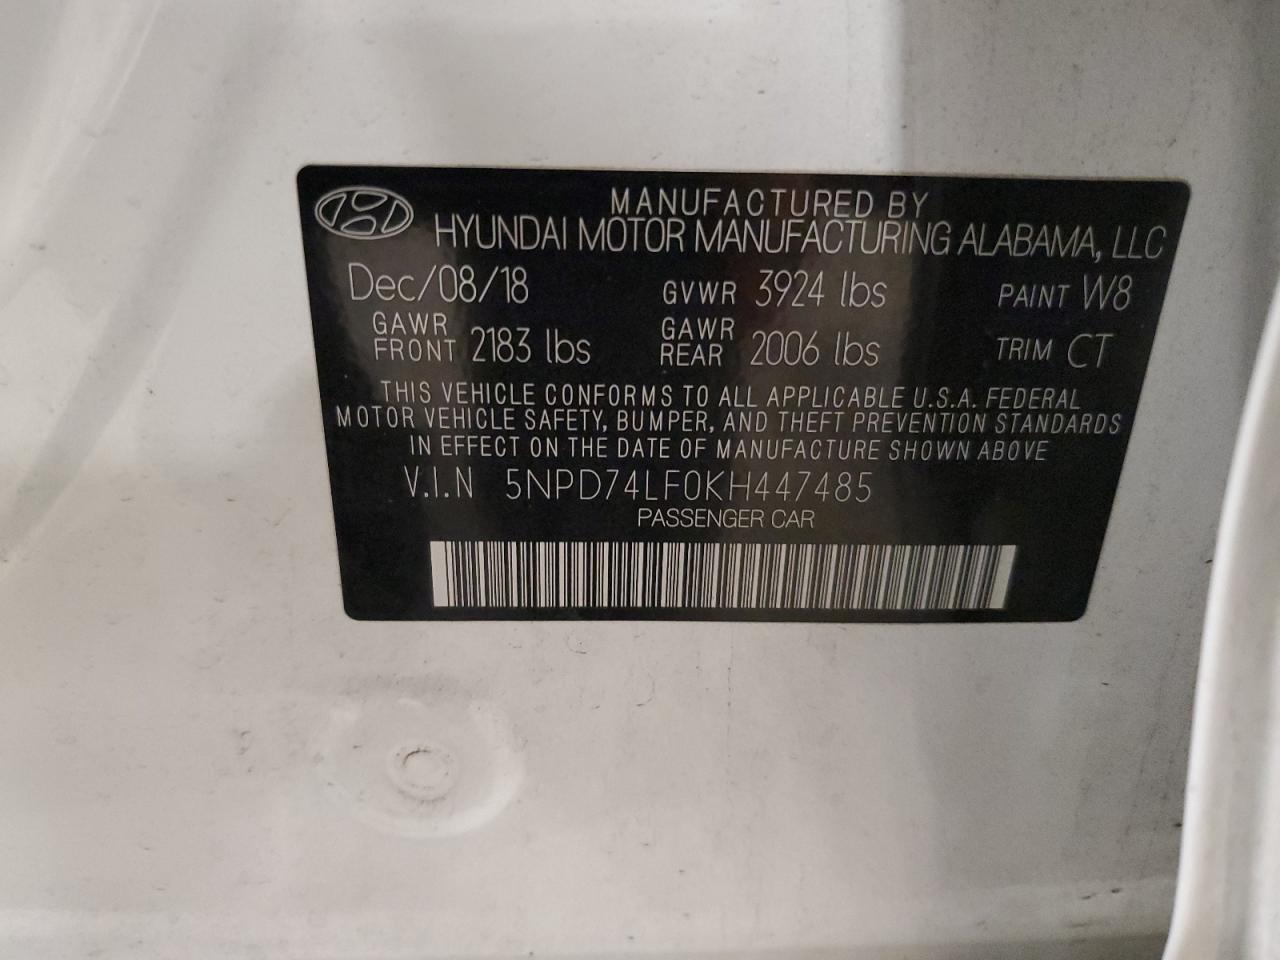 MANUFACTURED BY
HYUNDAI MOTOR MANUFACTURING ALABAMA, LLC
Dec/08/18 GVWR 3924 lbs PAINT W8
GAWR FRONT 2183 lbs GAWR REAR 2006 lbs TRIM CT
THIS VEHICLE CONFORMS TO ALL APPLICABLE U.S.A. FEDERAL
MOTOR VEHICLE SAFETY, BUMPER, AND THEFT PREVENTION STANDARDS
IN EFFECT ON THE DATE OF MANUFACTURE SHOWN ABOVE
V.I.N 5NPD74LF0KH447485
PASSENGER CAR